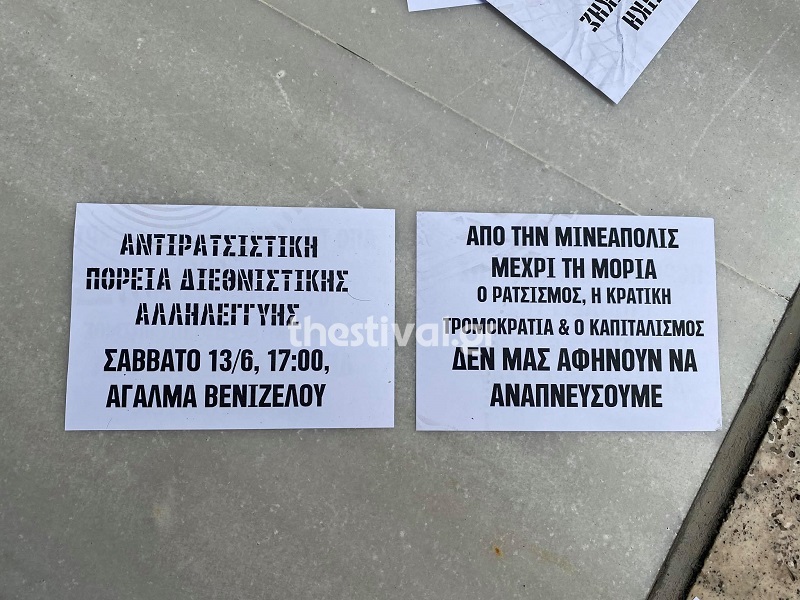 ΑΝΤΙΡΑΤΣΙΣΤΙΚΗ
ΠΟΡΕΙΑ ΔΙΕΘΝΙΣΤΙΚΗΣ
ΑΛΛΗΛΕΓΓΥΗΣ
ΣΑΒΒΑΤΟ 13/6, 17:00,
ΑΓΑΛΜΑ ΒΕΝΙΖΕΛΟΥ
ΑΠΟ ΤΗΝ ΜΙΝΕΑΠΟΛΙΣ
ΜΕΧΡΙ ΤΗ ΜΟΡΙΑ
Ο ΡΑΤΣΙΣΜΟΣ, Η ΚΡΑΤΙΚΗ
ΤΡΟΜΟΚΡΑΤΙΑ & Ο ΚΑΠΙΤΑΛΙΣΜΟΣ
ΔΕΝ ΜΑΣ ΑΦΗΝΟΥΝ ΝΑ
ΑΝΑΠΝΕΥΣΟΥΜΕ
thestival.gr